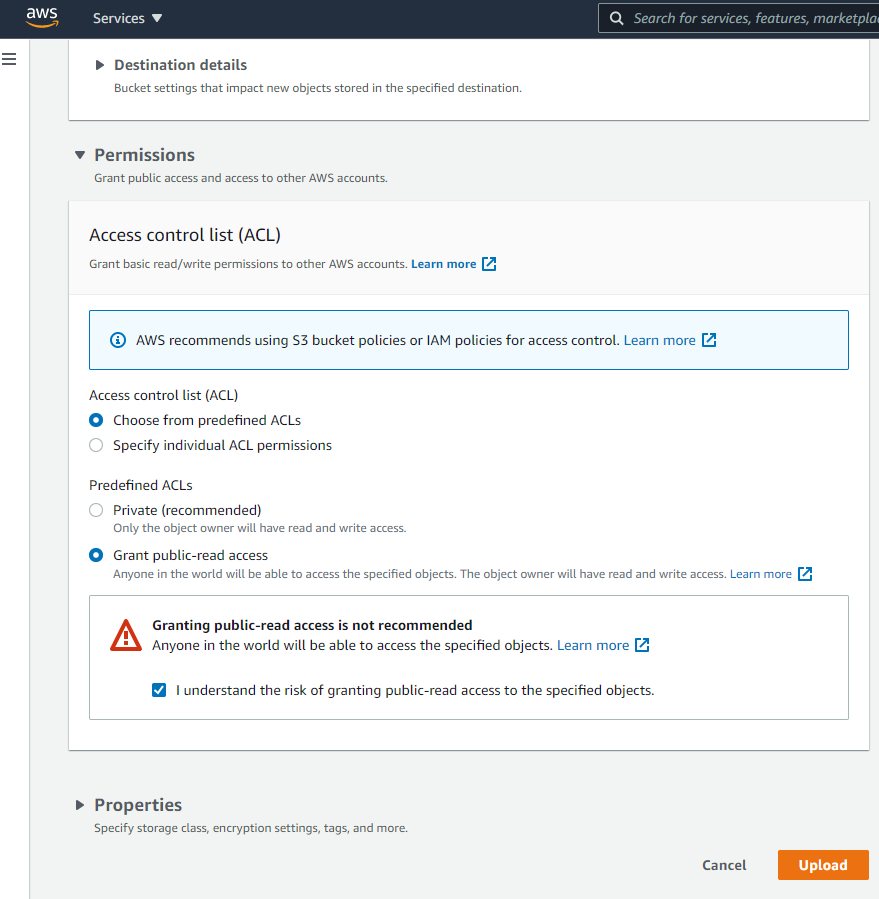 aws
Services
Search for services, features, marketplac
Destination details
Bucket settings that impact new objects stored in the specified destination.
Permissions
Grant public access and access to other AWS accounts.
Access control list (ACL)
Grant basic read/write permissions to other AWS accounts. Learn more
AWS recommends using S3 bucket policies or IAM policies for access control. Learn more
Access control list (ACL)
Choose from predefined ACLs
Specify individual ACL permissions
Predefined ACLs
Private (recommended)
Only the object owner will have read and write access.
Grant public-read access
Anyone in the world will be able to access the specified objects. The object owner will have read and write access. Learn more
Granting public-read access is not recommended
Anyone in the world will be able to access the specified objects. Learn more
I understand the risk of granting public-read access to the specified objects.
Properties
Specify storage class, encryption settings, tags, and more.
Cancel
Upload